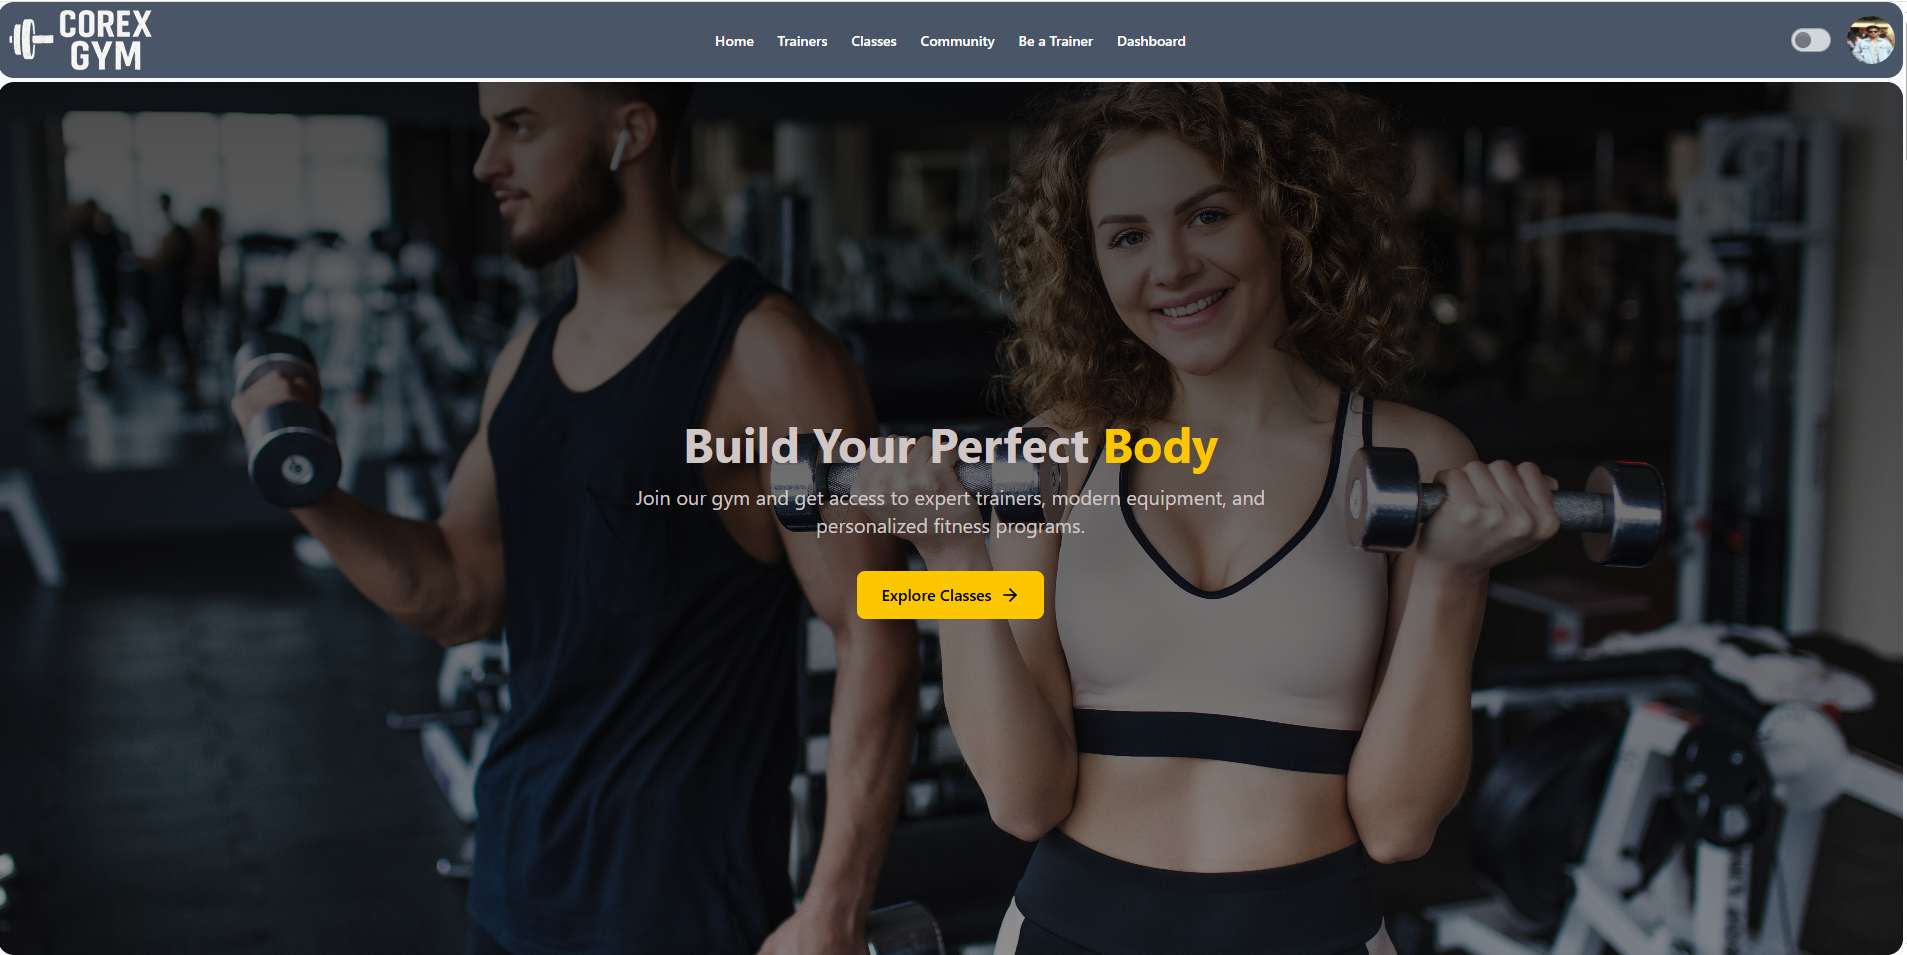 COREX
GYM
Home Trainers Classes Community Be a Trainer Dashboard
Build Your Perfect Body
Join our gym and get access to expert trainers, modern equipment, and
personalized fitness programs.
Explore Classes →